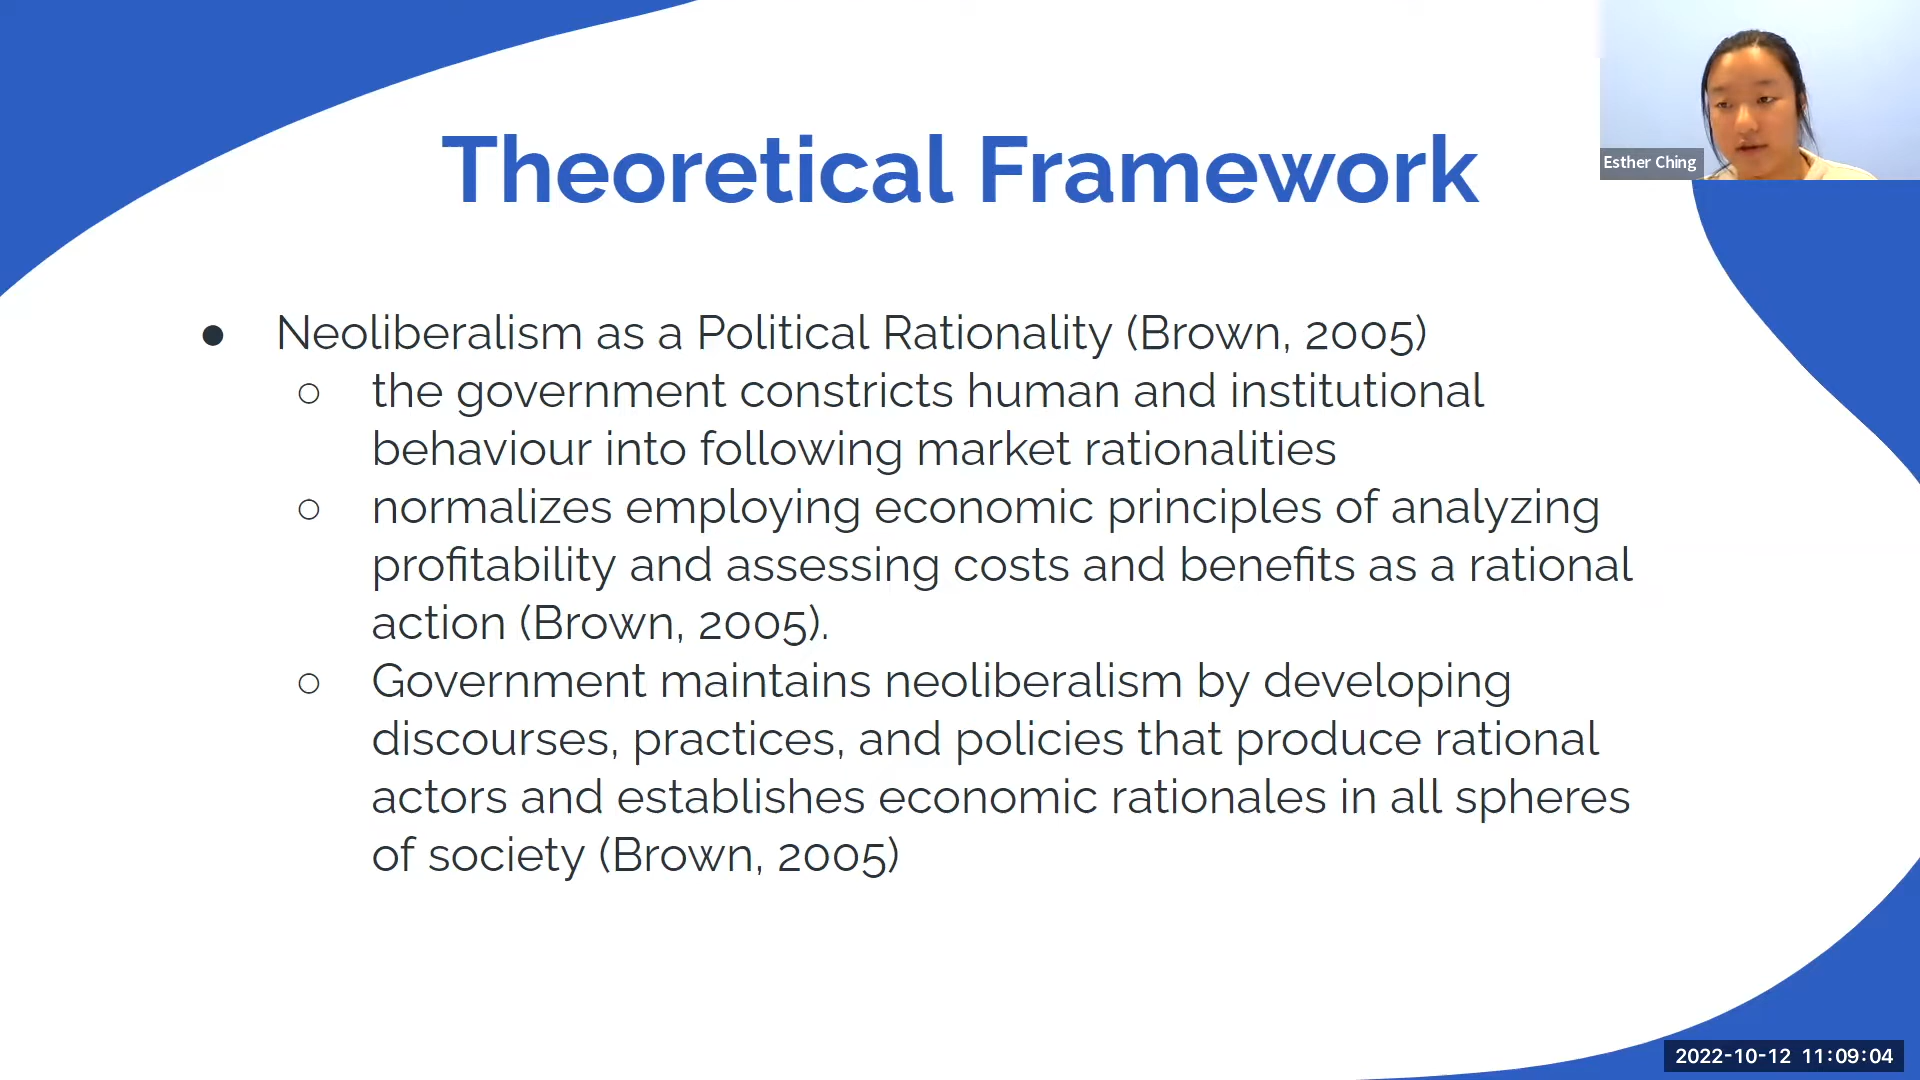 Theoretical Framework
Esther Ching
● Neoliberalism as a Political Rationality (Brown, 2005)
○ the government constricts human and institutional
behaviour into following market rationalities
○ normalizes employing economic principles of analyzing
profitability and assessing costs and benefits as a rational
action (Brown, 2005).
○ Government maintains neoliberalism by developing
discourses, practices, and policies that produce rational
actors and establishes economic rationales in all spheres
of society (Brown, 2005)
2022-10-12 11:09:04